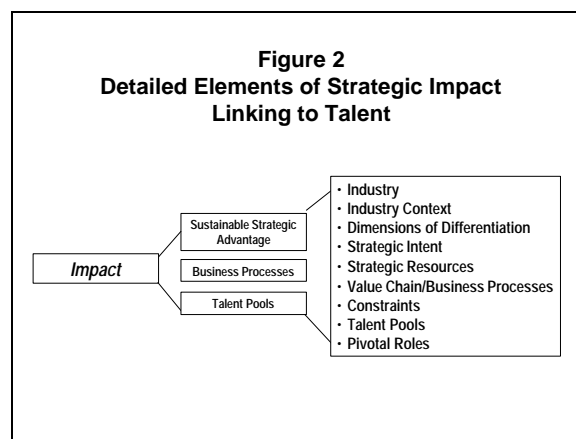 Figure 2
Detailed Elements of Strategic Impact
Linking to Talent
Impact
Sustainable Strategic
Advantage
Business Processes
Talent Pools
· Industry
· Industry Context
· Dimensions of Differentiation
· Strategic Intent
· Strategic Resources
· Value Chain/Business Processes
· Constraints
· Talent Pools
· Pivotal Roles